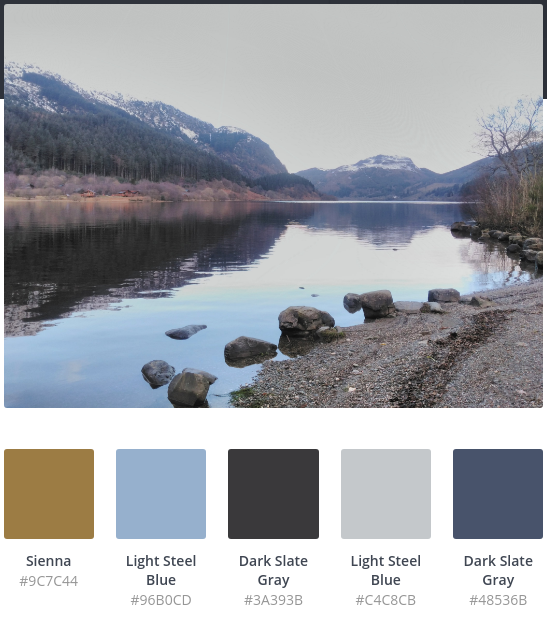 Sienna
#9C7C44
Light Steel
Blue
#96B0CD
Dark Slate
Gray
#3A393B
Light Steel
Blue
#C4C8CB
Dark Slate
Gray
#48536B